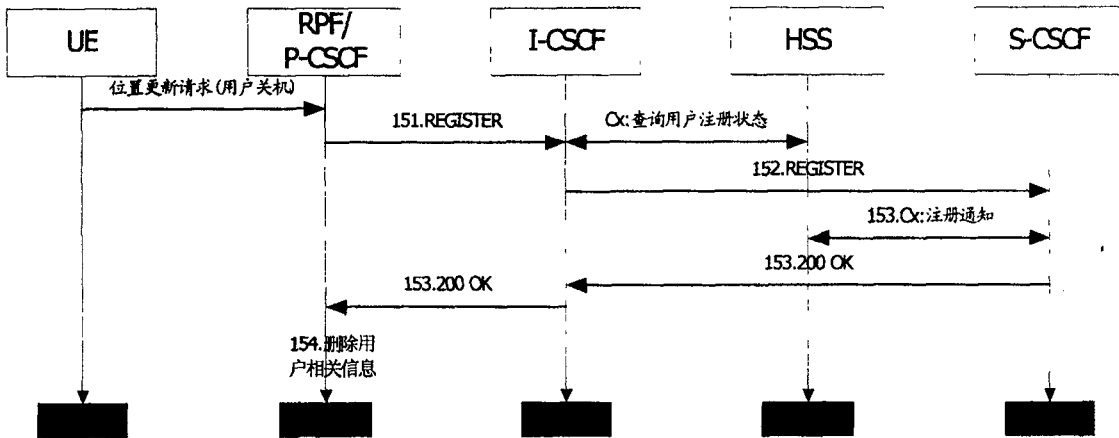 UE
RPF/
P-CSCF
I-CSCF
HSS
S-CSCF
位置更新请求(用户关机)
151.REGISTER
Cx:查询用户注册状态
152.REGISTER
153.Cx:注册通知
153.200 OK
153.200 OK
154.删除用
户相关信息